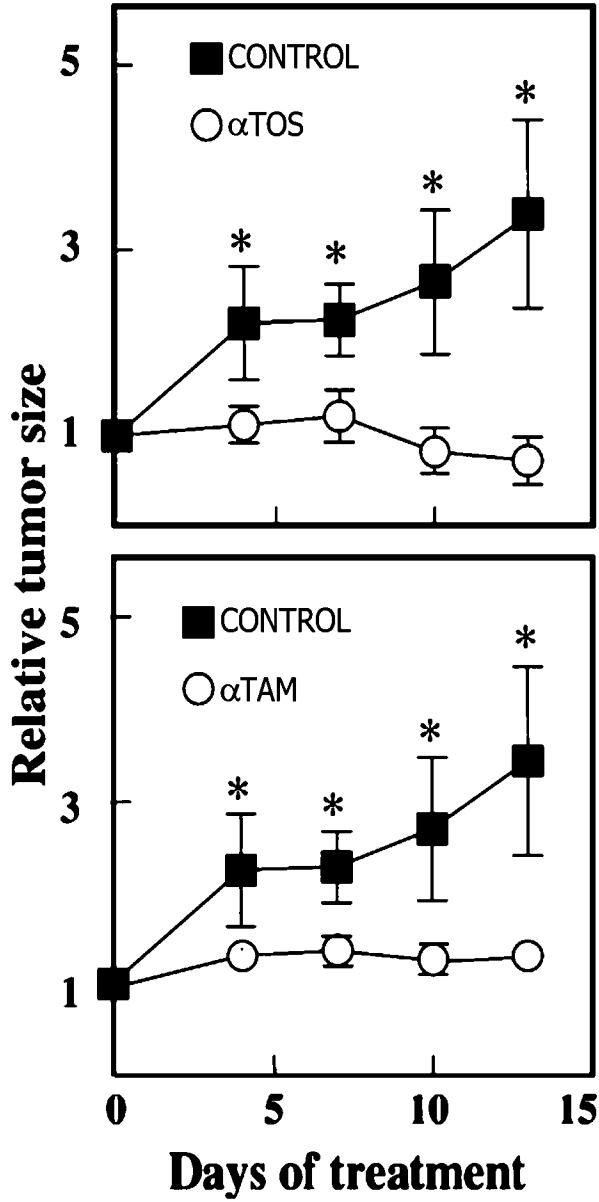 5
CONTROL
αTOS
*
*
*
*
3
1
Relative tumor size
5
CONTROL
αTAM
*
*
*
*
3
1
0 5 10 15
Days of treatment